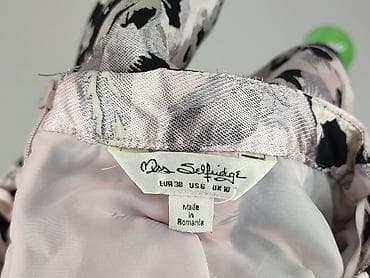 Miss Selfridge
EUR 38 US 6 UK 10
Made
in
Romania